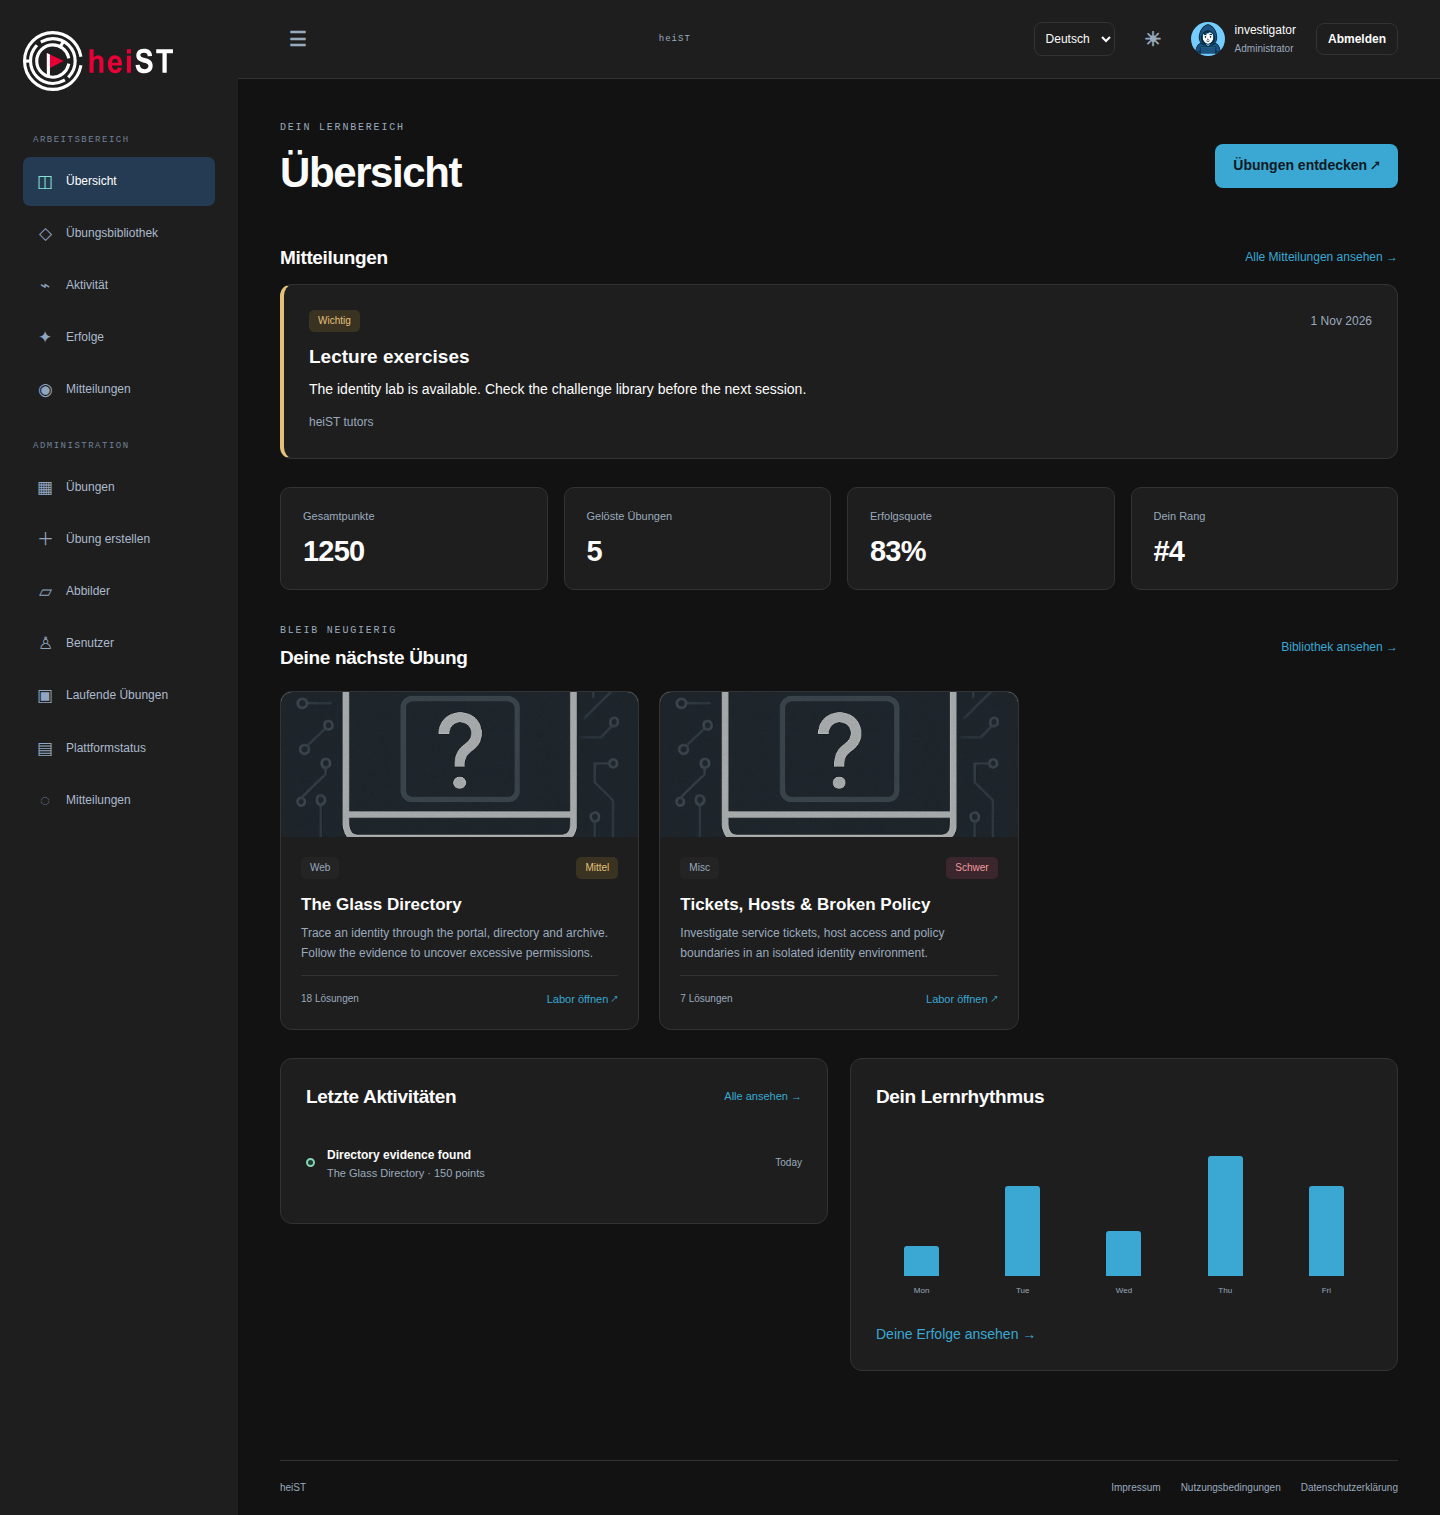 heiST
ARBEITSBEREICH
Übersicht
Übungsbibliothek
Aktivität
Erfolge
Mitteilungen
ADMINISTRATION
Übungen
Übung erstellen
Abbilder
Benutzer
Laufende Übungen
Plattformstatus
Mitteilungen
heiST
Deutsch
investigator
Administrator
Abmelden
DEIN LERNBEREICH
Übersicht
Übungen entdecken ↗
Mitteilungen
Alle Mitteilungen ansehen →
Wichtig
1 Nov 2026
Lecture exercises
The identity lab is available. Check the challenge library before the next session.
heiST tutors
Gesamtpunkte
1250
Gelöste Übungen
5
Erfolgsquote
83%
Dein Rang
#4
BLEIB NEUGIERIG
Deine nächste Übung
Bibliothek ansehen →
?
Web
Mittel
The Glass Directory
Trace an identity through the portal, directory and archive.
Follow the evidence to uncover excessive permissions.
18 Lösungen
Labor öffnen ↗
?
Misc
Schwer
Tickets, Hosts & Broken Policy
Investigate service tickets, host access and policy
boundaries in an isolated identity environment.
7 Lösungen
Labor öffnen ↗
Letzte Aktivitäten
Alle ansehen →
Directory evidence found
The Glass Directory · 150 points
Today
Dein Lernrhythmus
Mon Tue Wed Thu Fri
Deine Erfolge ansehen →
heiST
Impressum Nutzungsbedingungen Datenschutzerklärung